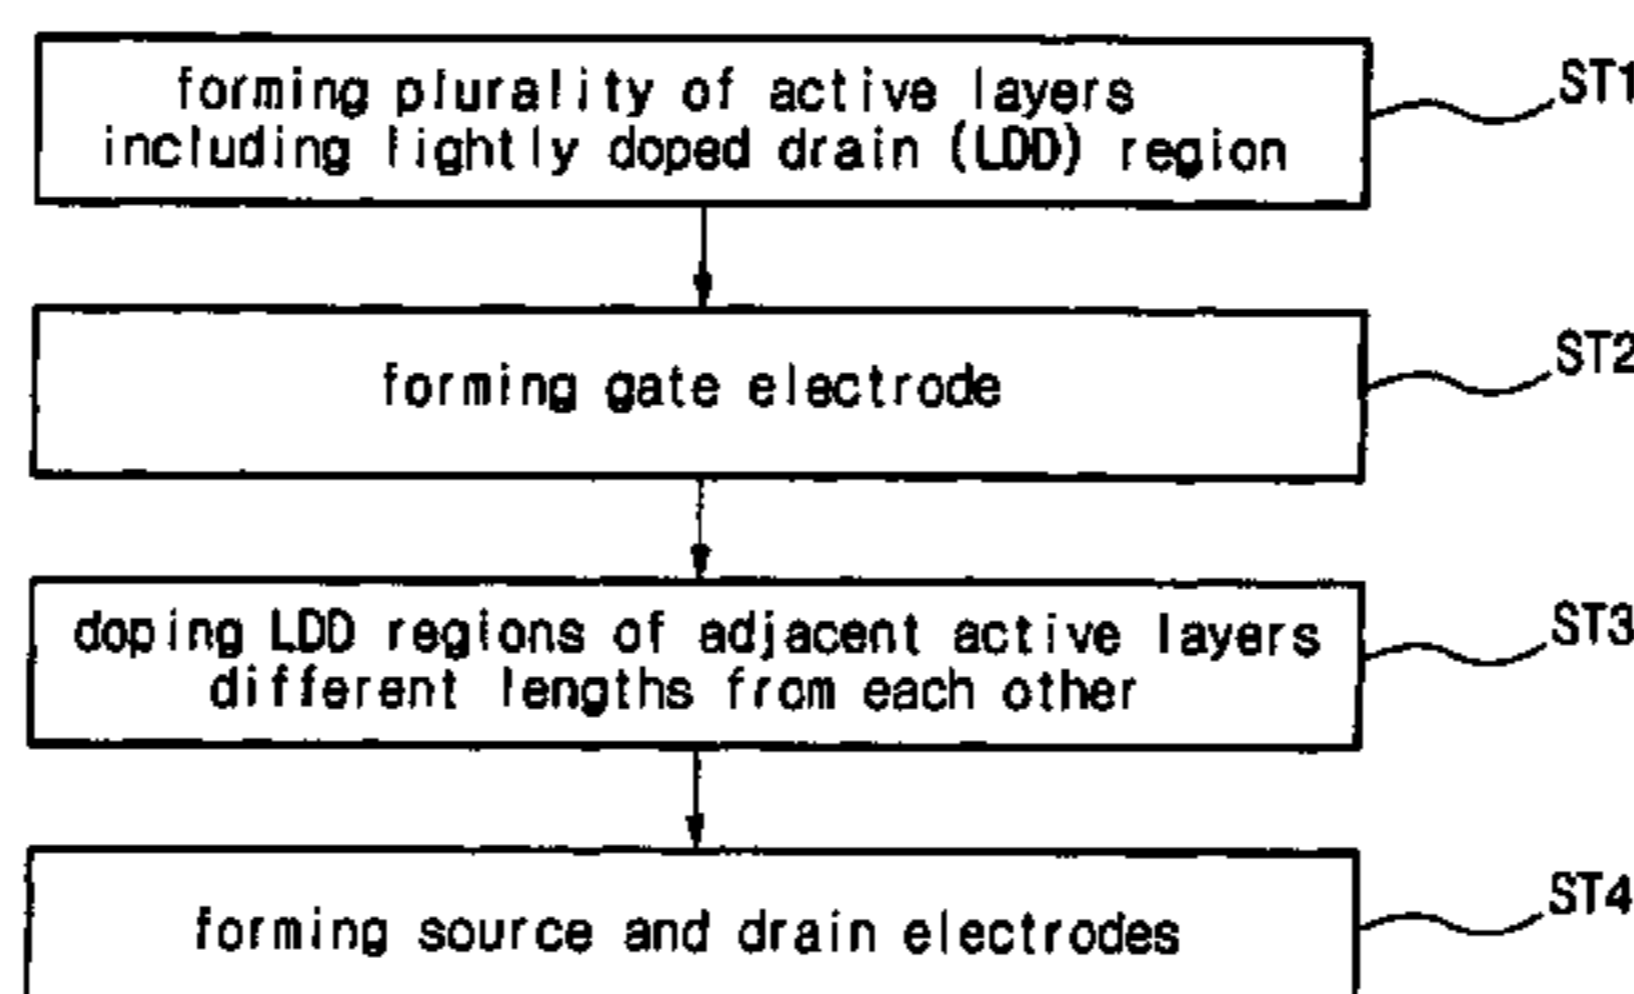 forming plurality of active layers
including lightly doped drain (LDD) region
ST1
forming gate electrode
ST2
doping LDD regions of adjacent active layers
different lengths from each other
ST3
forming source and drain electrodes
ST4